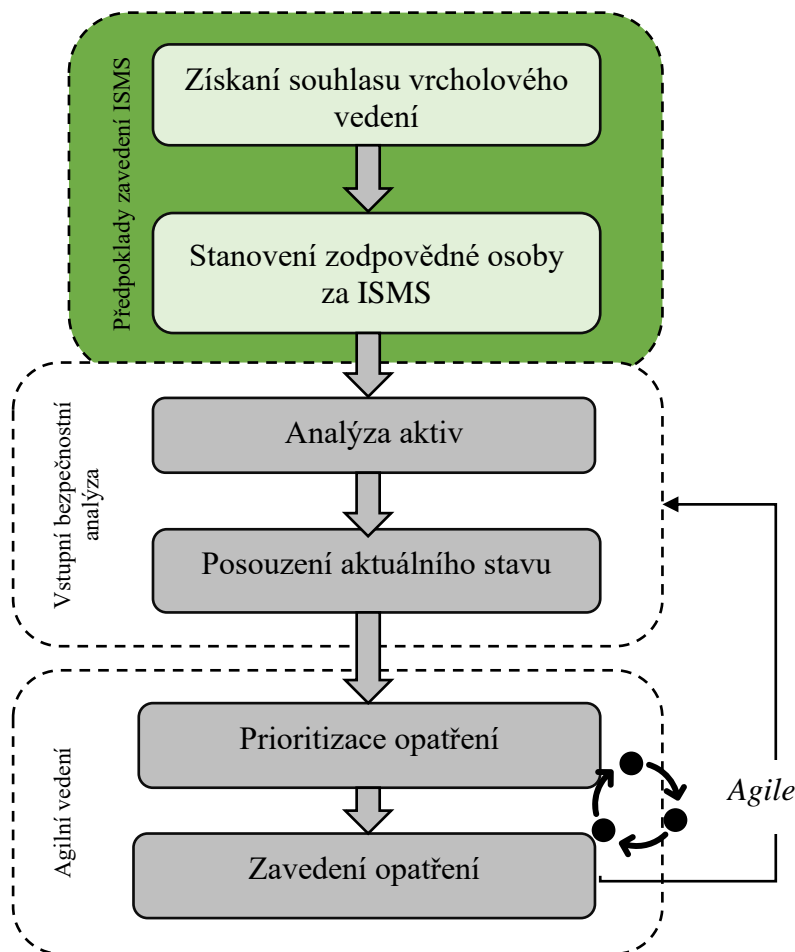 Předpoklady zavedení ISMS
Získaní souhlasu vrcholového
vedení
Stanovení zodpovědné osoby
za ISMS
Vstupní bezpečnostní
analýza
Analýza aktiv
Posouzení aktuálního stavu
Agilní vedení
Prioritizace opatření
Zavedení opatření
Agile